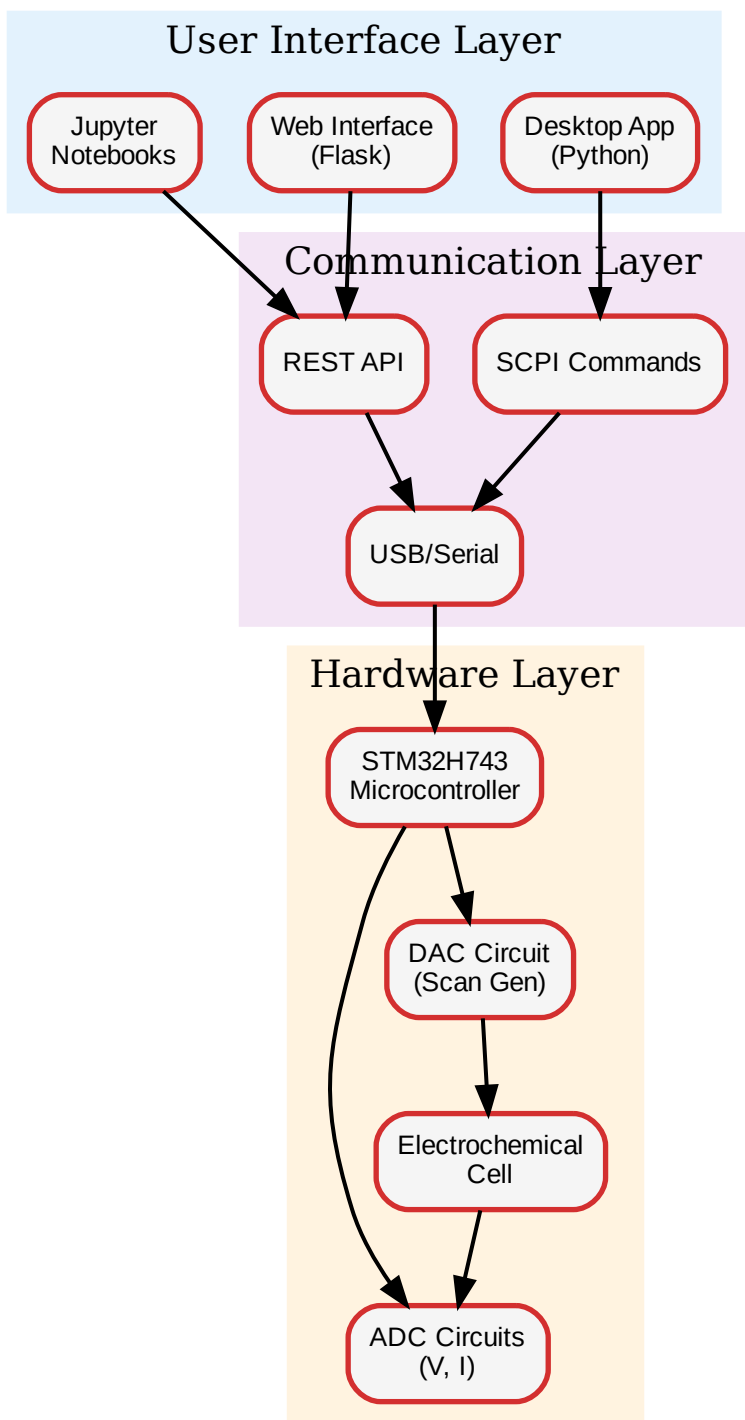 User Interface Layer
Jupyter
Notebooks
Web Interface
(Flask)
Desktop App
(Python)
Communication Layer
REST API
SCPI Commands
USB/Serial
Hardware Layer
STM32H743
Microcontroller
DAC Circuit
(Scan Gen)
Electrochemical
Cell
ADC Circuits
(V, I)